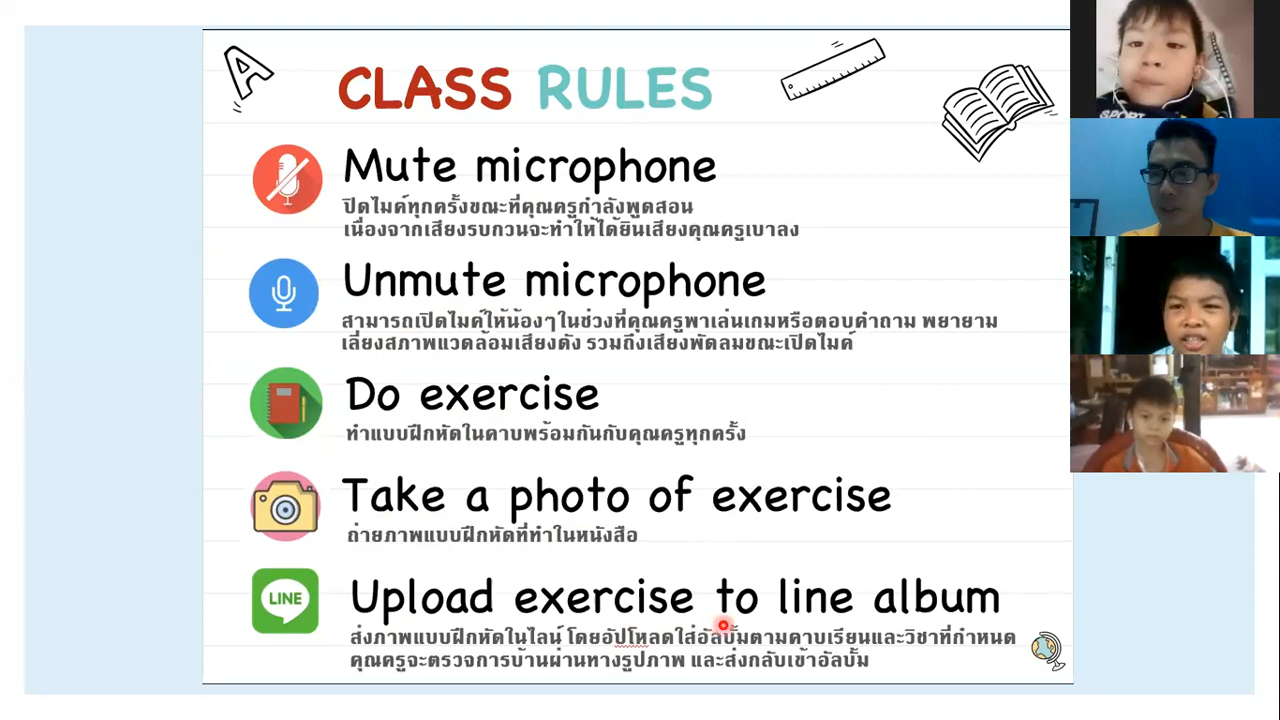 A
CLASS RULES
Mute microphone
ปิดไมค์ทุกครั้งขณะที่คุณครูกำลังพูดสอน
เนื่องจากเสียงรบกวนจะทำให้ได้ยินเสียงคุณครูเบาลง
Unmute microphone
สามารถเปิดไมค์ให้น้องๆในช่วงที่คุณครูพาเล่นเกมหรือตอบคำถาม พยายาม
เลี่ยงสภาพแวดล้อมเสียงดัง รวมถึงเสียงพัดลมขณะเปิดไมค์
Do exercise
ทำแบบฝึกหัดในคาบพร้อมกันกับคุณครูทุกครั้ง
Take a photo of exercise
ถ่ายภาพแบบฝึกหัดที่ทำในหนังสือ
LINE
Upload exercise to line album
ส่งภาพแบบฝึกหัดในไลน์ โดยอัปโหลดใส่อัลบั้มตามคาบเรียนและวิชาที่กำหนด
คุณครูจะตรวจการบ้านผ่านทางรูปภาพ และส่งกลับเข้าอัลบั้ม
SPORT